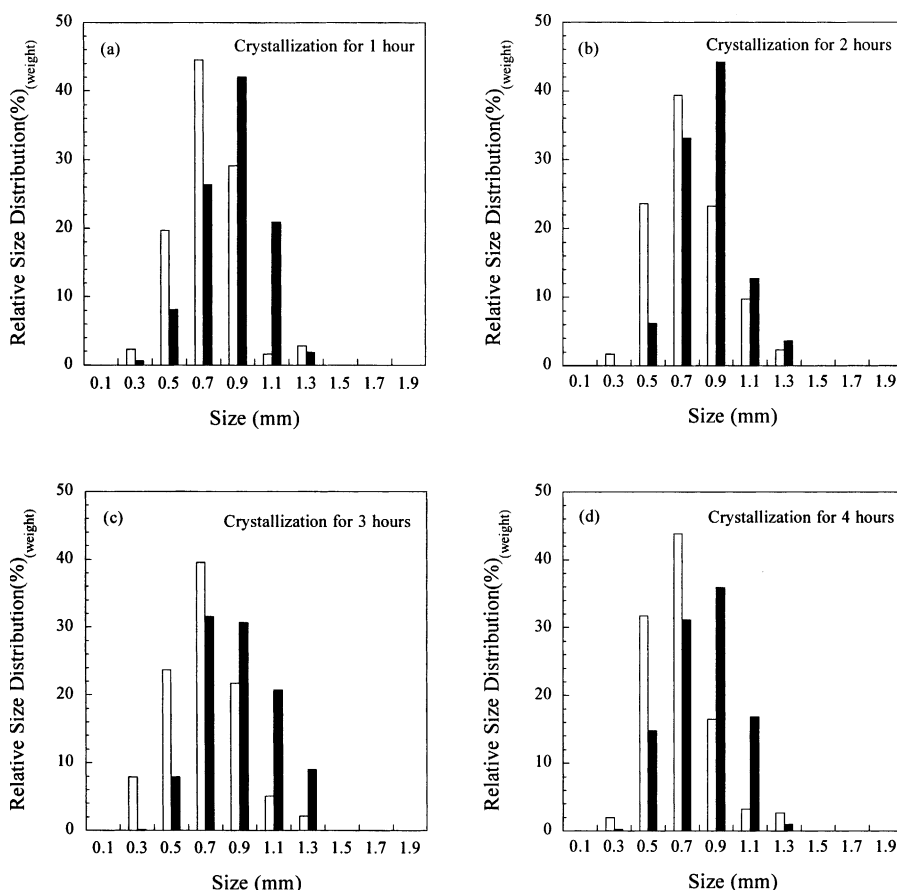 (a) Crystallization for 1 hour
Relative Size Distribution(%)(weight)
50
40
30
20
10
0
0.1 0.3 0.5 0.7 0.9 1.1 1.3 1.5 1.7 1.9
Size (mm)
(b) Crystallization for 2 hours
Relative Size Distribution(%)(weight)
50
40
30
20
10
0
0.1 0.3 0.5 0.7 0.9 1.1 1.3 1.5 1.7 1.9
Size (mm)
(c) Crystallization for 3 hours
Relative Size Distribution(%)(weight)
50
40
30
20
10
0
0.1 0.3 0.5 0.7 0.9 1.1 1.3 1.5 1.7 1.9
Size (mm)
(d) Crystallization for 4 hours
Relative Size Distribution(%)(weight)
50
40
30
20
10
0
0.1 0.3 0.5 0.7 0.9 1.1 1.3 1.5 1.7 1.9
Size (mm)